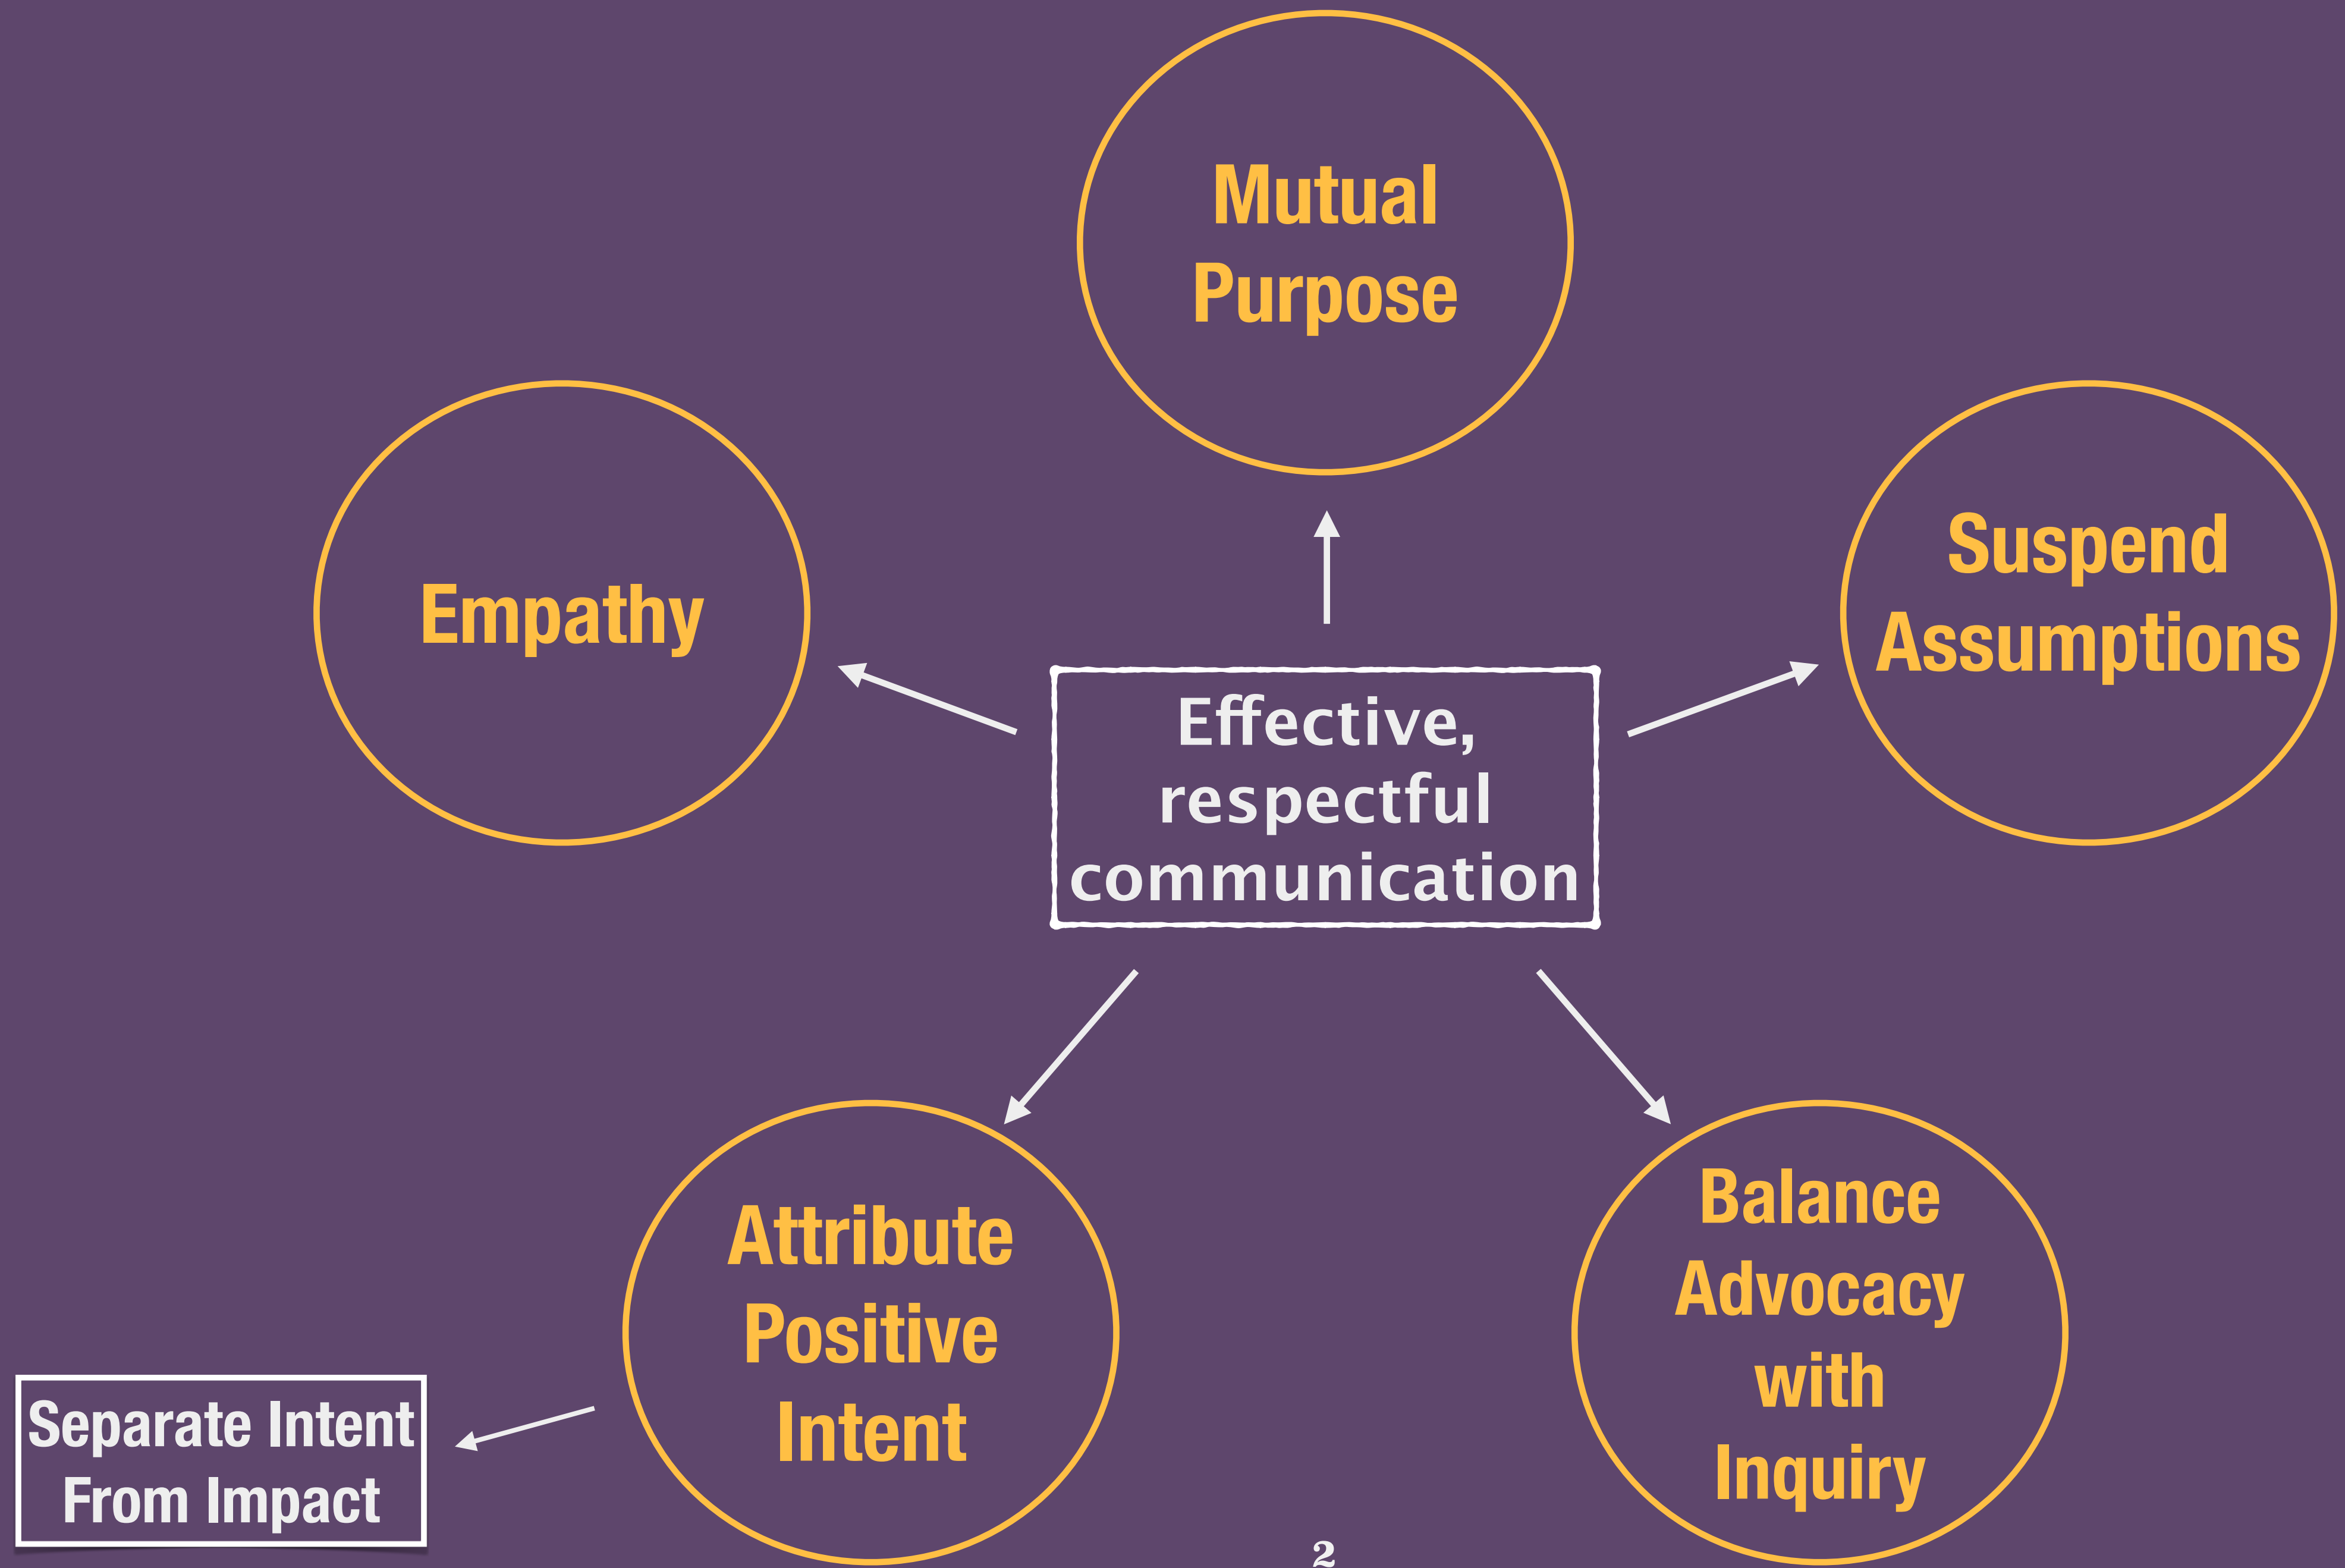 Mutual
Purpose
Empathy
Suspend
Assumptions
Effective,
respectful
communication
Attribute
Positive
Intent
Balance
Advocacy
with
Inquiry
Separate Intent
From Impact
2